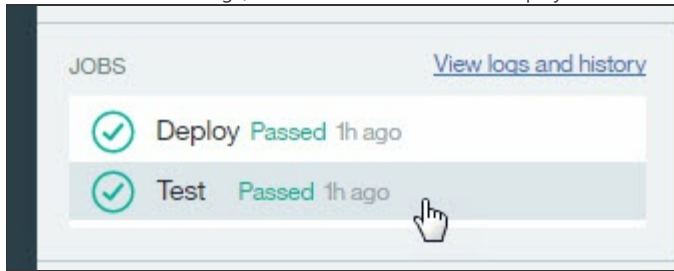 JOBS View logs and history
Deploy Passed 1h ago
Test Passed 1h ago